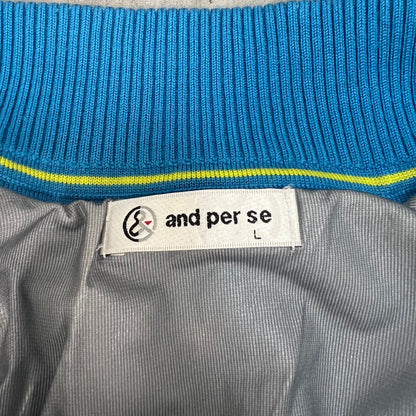 and per se
L